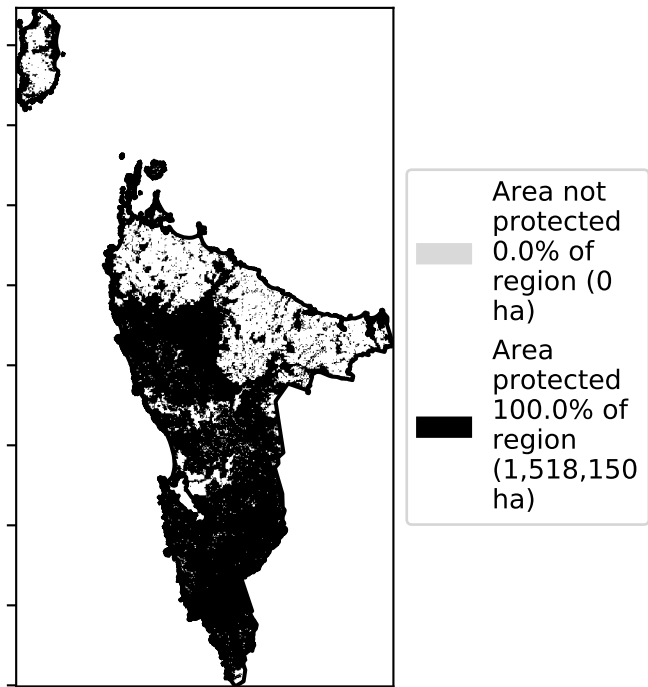 Area not
protected
0.0% of
region (0
ha)
Area
protected
100.0% of
region
(1,518,150
ha)